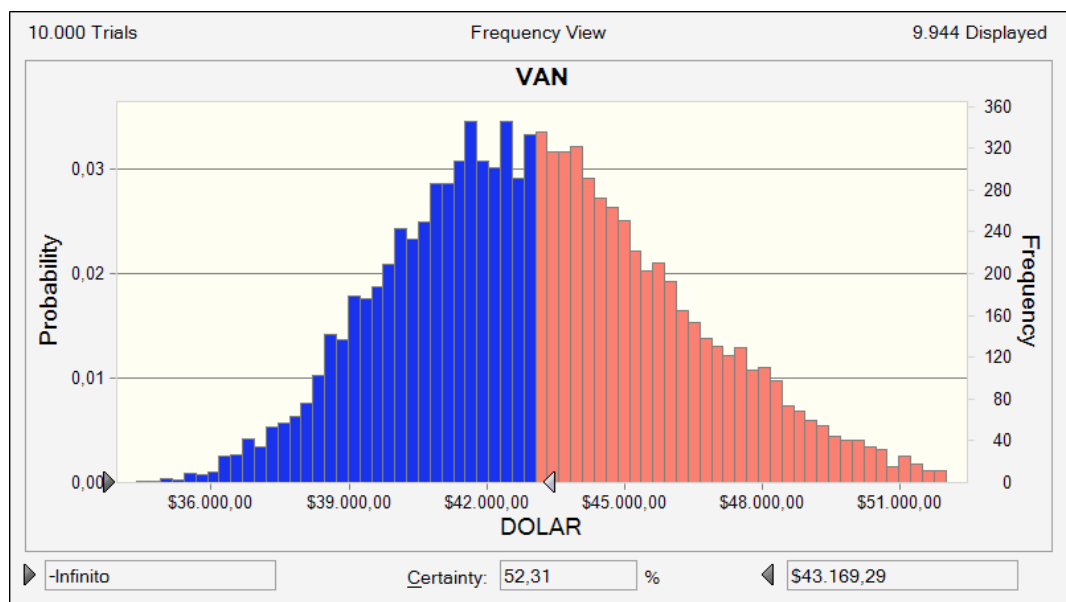 10.000 Trials Frequency View 9.944 Displayed
VAN
Probability
0,03
0,02
0,01
0,00
360
320
280
240
200
160
120
80
40
0
Frequency
$36.000,00 $39.000,00 $42.000,00 $45.000,00 $48.000,00 $51.000,00
DOLAR
-Infinito Certainty: 52,31 % $43.169,29